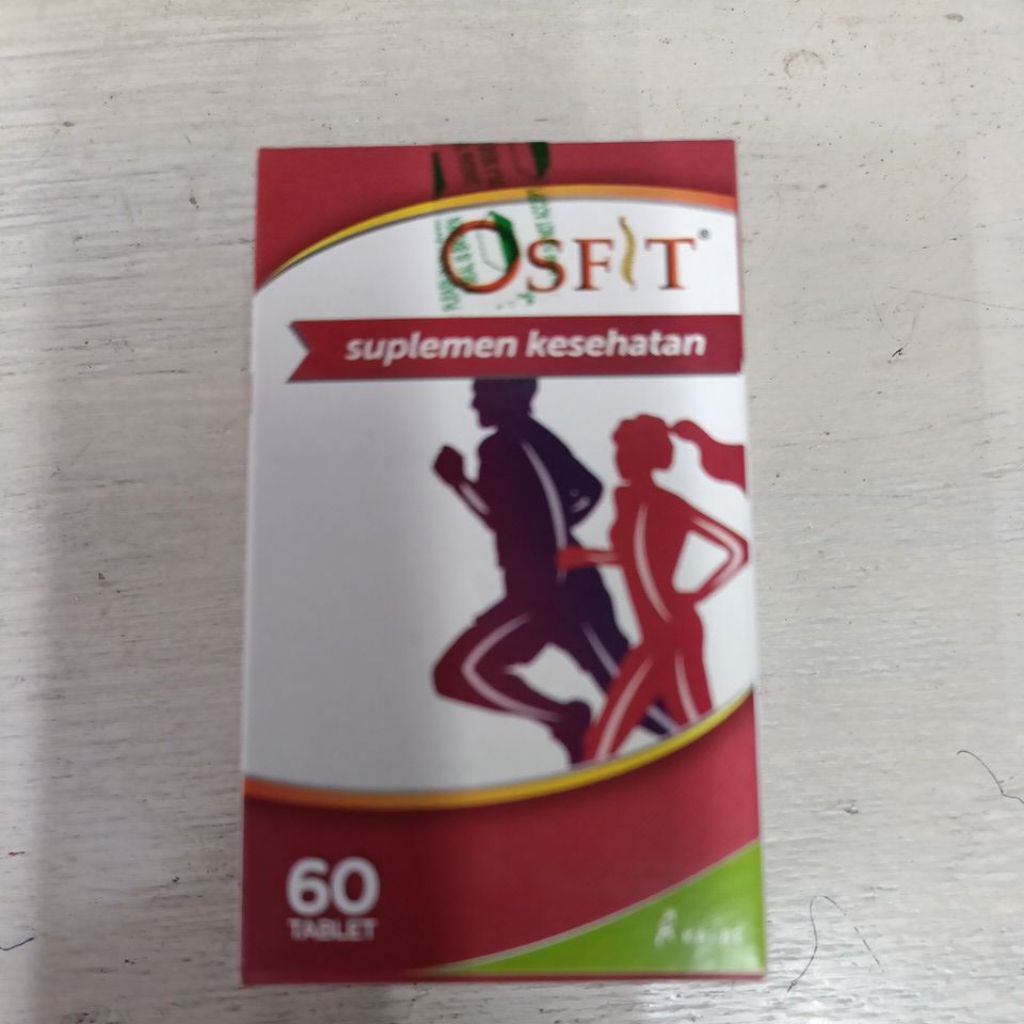 OSFIT®
suplemen kesehatan
60
TABLET